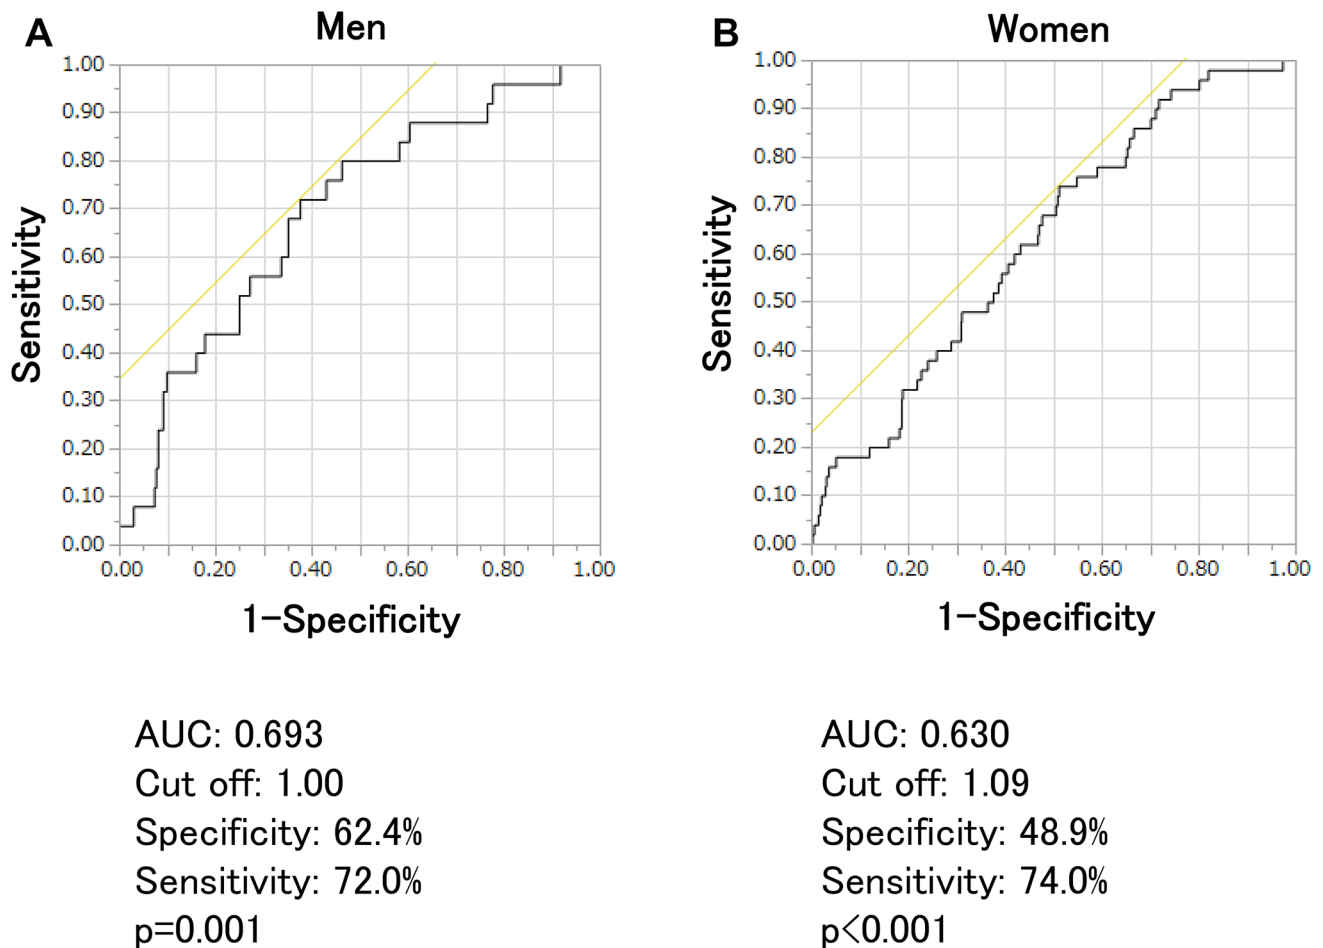 A
Men
Sensitivity
1.00
0.90
0.80
0.70
0.60
0.50
0.40
0.30
0.20
0.10
0.00
0.00 0.20 0.40 0.60 0.80 1.00
1-Specificity
AUC: 0.693
Cut off: 1.00
Specificity: 62.4%
Sensitivity: 72.0%
p=0.001
B
Women
Sensitivity
1.00
0.90
0.80
0.70
0.60
0.50
0.40
0.30
0.20
0.10
0.00
0.00 0.20 0.40 0.60 0.80 1.00
1-Specificity
AUC: 0.630
Cut off: 1.09
Specificity: 48.9%
Sensitivity: 74.0%
p<0.001